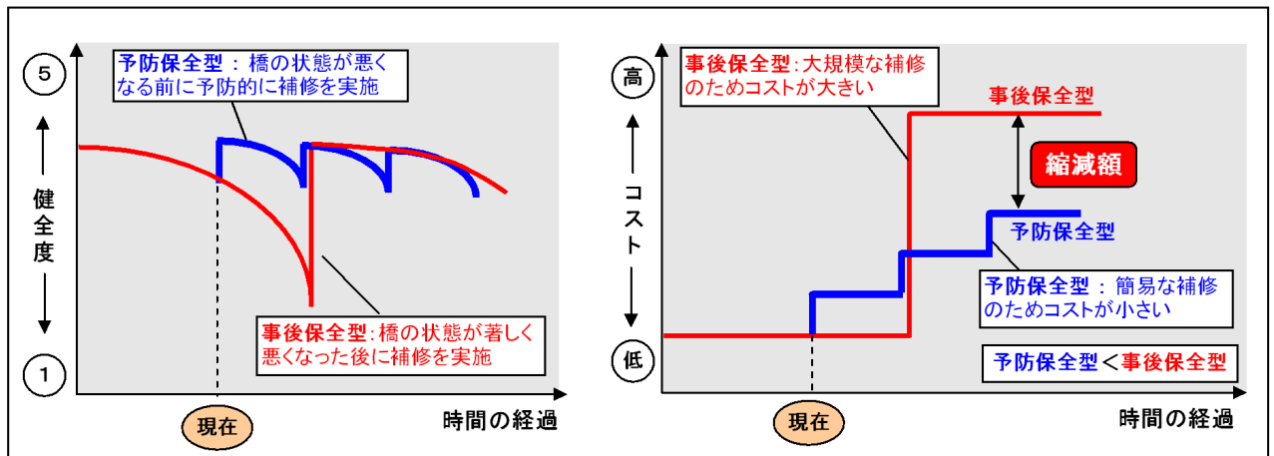 5
健全度
1
予防保全型 : 橋の状態が悪く
なる前に予防的に補修を実施
事後保全型:橋の状態が著しく
悪くなった後に補修を実施
現在
時間の経過
高
コスト
低
事後保全型:大規模な補修
のためコストが大きい
事後保全型
縮減額
予防保全型
予防保全型 : 簡易な補修
のためコストが小さい
予防保全型<事後保全型
現在
時間の経過